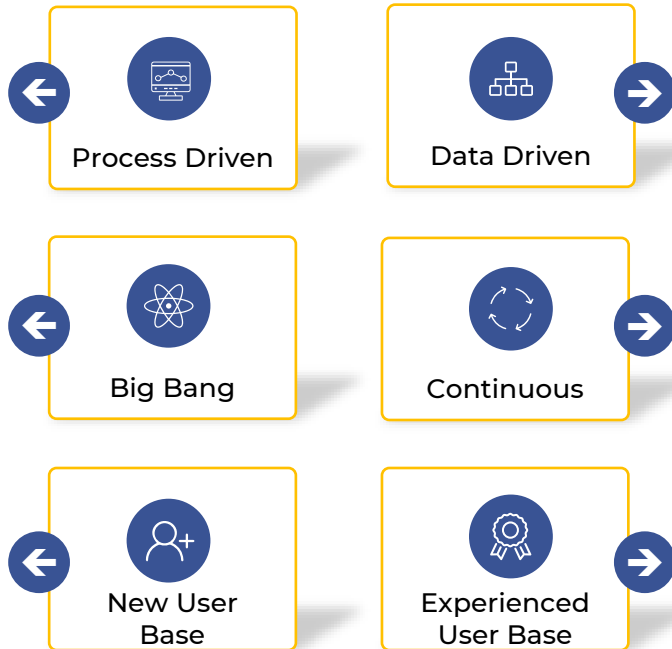 Process Driven
Data Driven
Big Bang
Continuous
New User
Base
Experienced
User Base